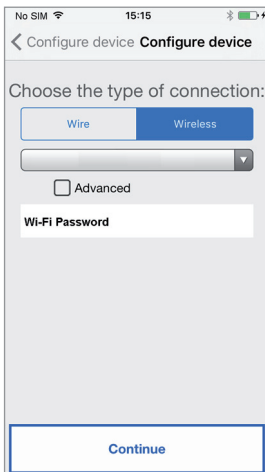 No SIM 15:15
Configure device Configure device
Choose the type of connection:
Wire Wireless
Advanced
Wi-Fi Password
Continue